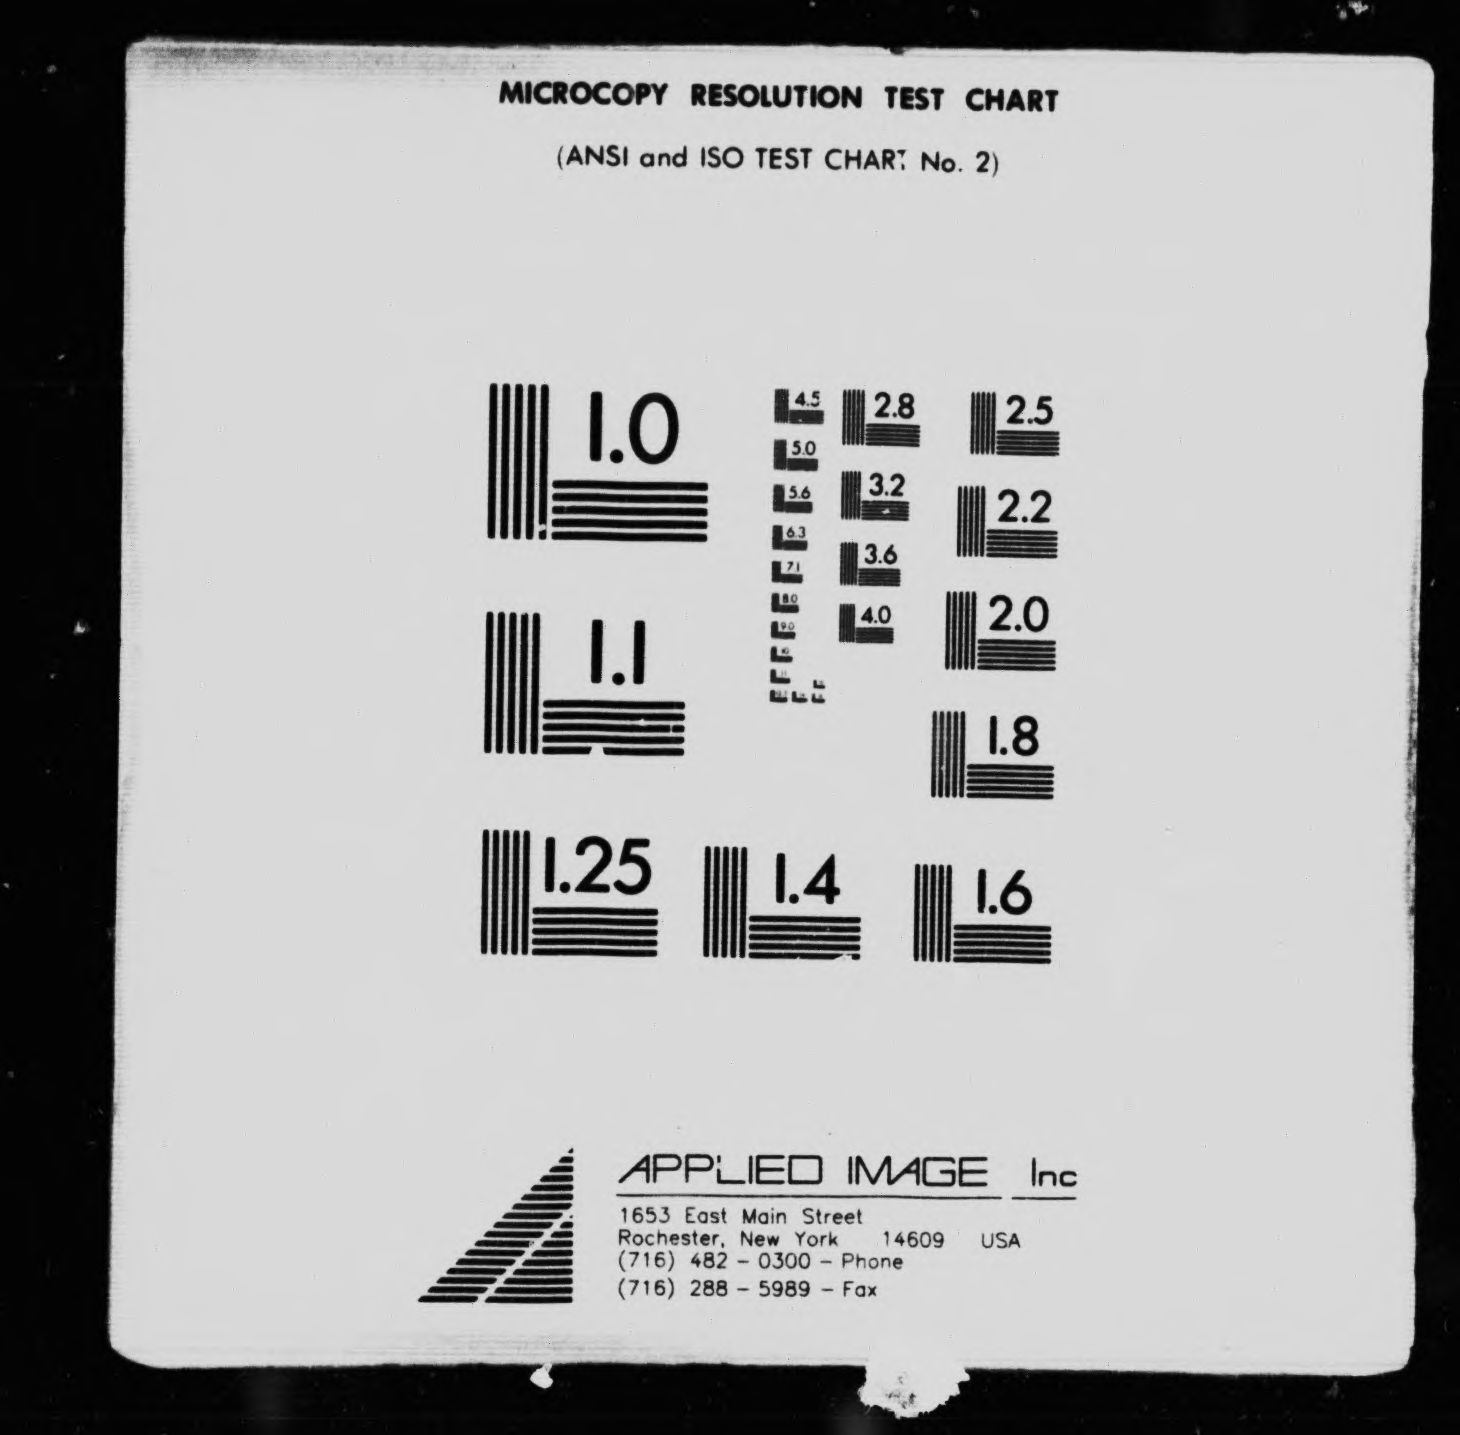 MICROCOPY RESOLUTION TEST CHART
(ANSI and ISO TEST CHART No. 2)
1.0
1.1
1.25
1.4
1.6
1.8
2.0
2.2
2.5
2.8
3.2
3.6
4.0
4.5
5.0
5.6
6.3
7.1
8.0
9.0
APPLIED IMAGE Inc
1653 East Main Street
Rochester, New York 14609 USA
(716) 482 – 0300 – Phone
(716) 288 – 5989 – Fax